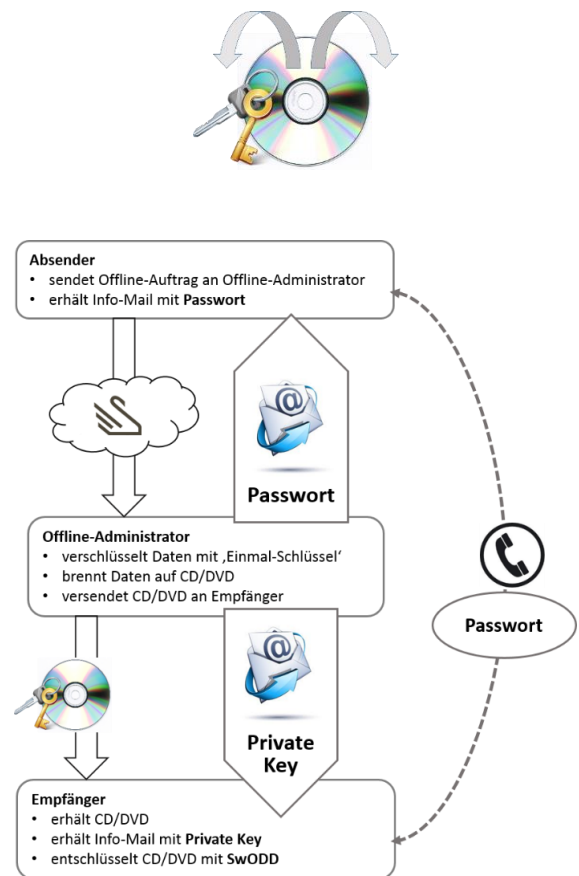 Absender
• sendet Offline-Auftrag an Offline-Administrator
• erhält Info-Mail mit Passwort
@
Passwort
Offline-Administrator
• verschlüsselt Daten mit ‚Einmal-Schlüssel‘
• brennt Daten auf CD/DVD
• versendet CD/DVD an Empfänger
Passwort
@
Private
Key
Empfänger
• erhält CD/DVD
• erhält Info-Mail mit Private Key
• entschlüsselt CD/DVD mit SwODD